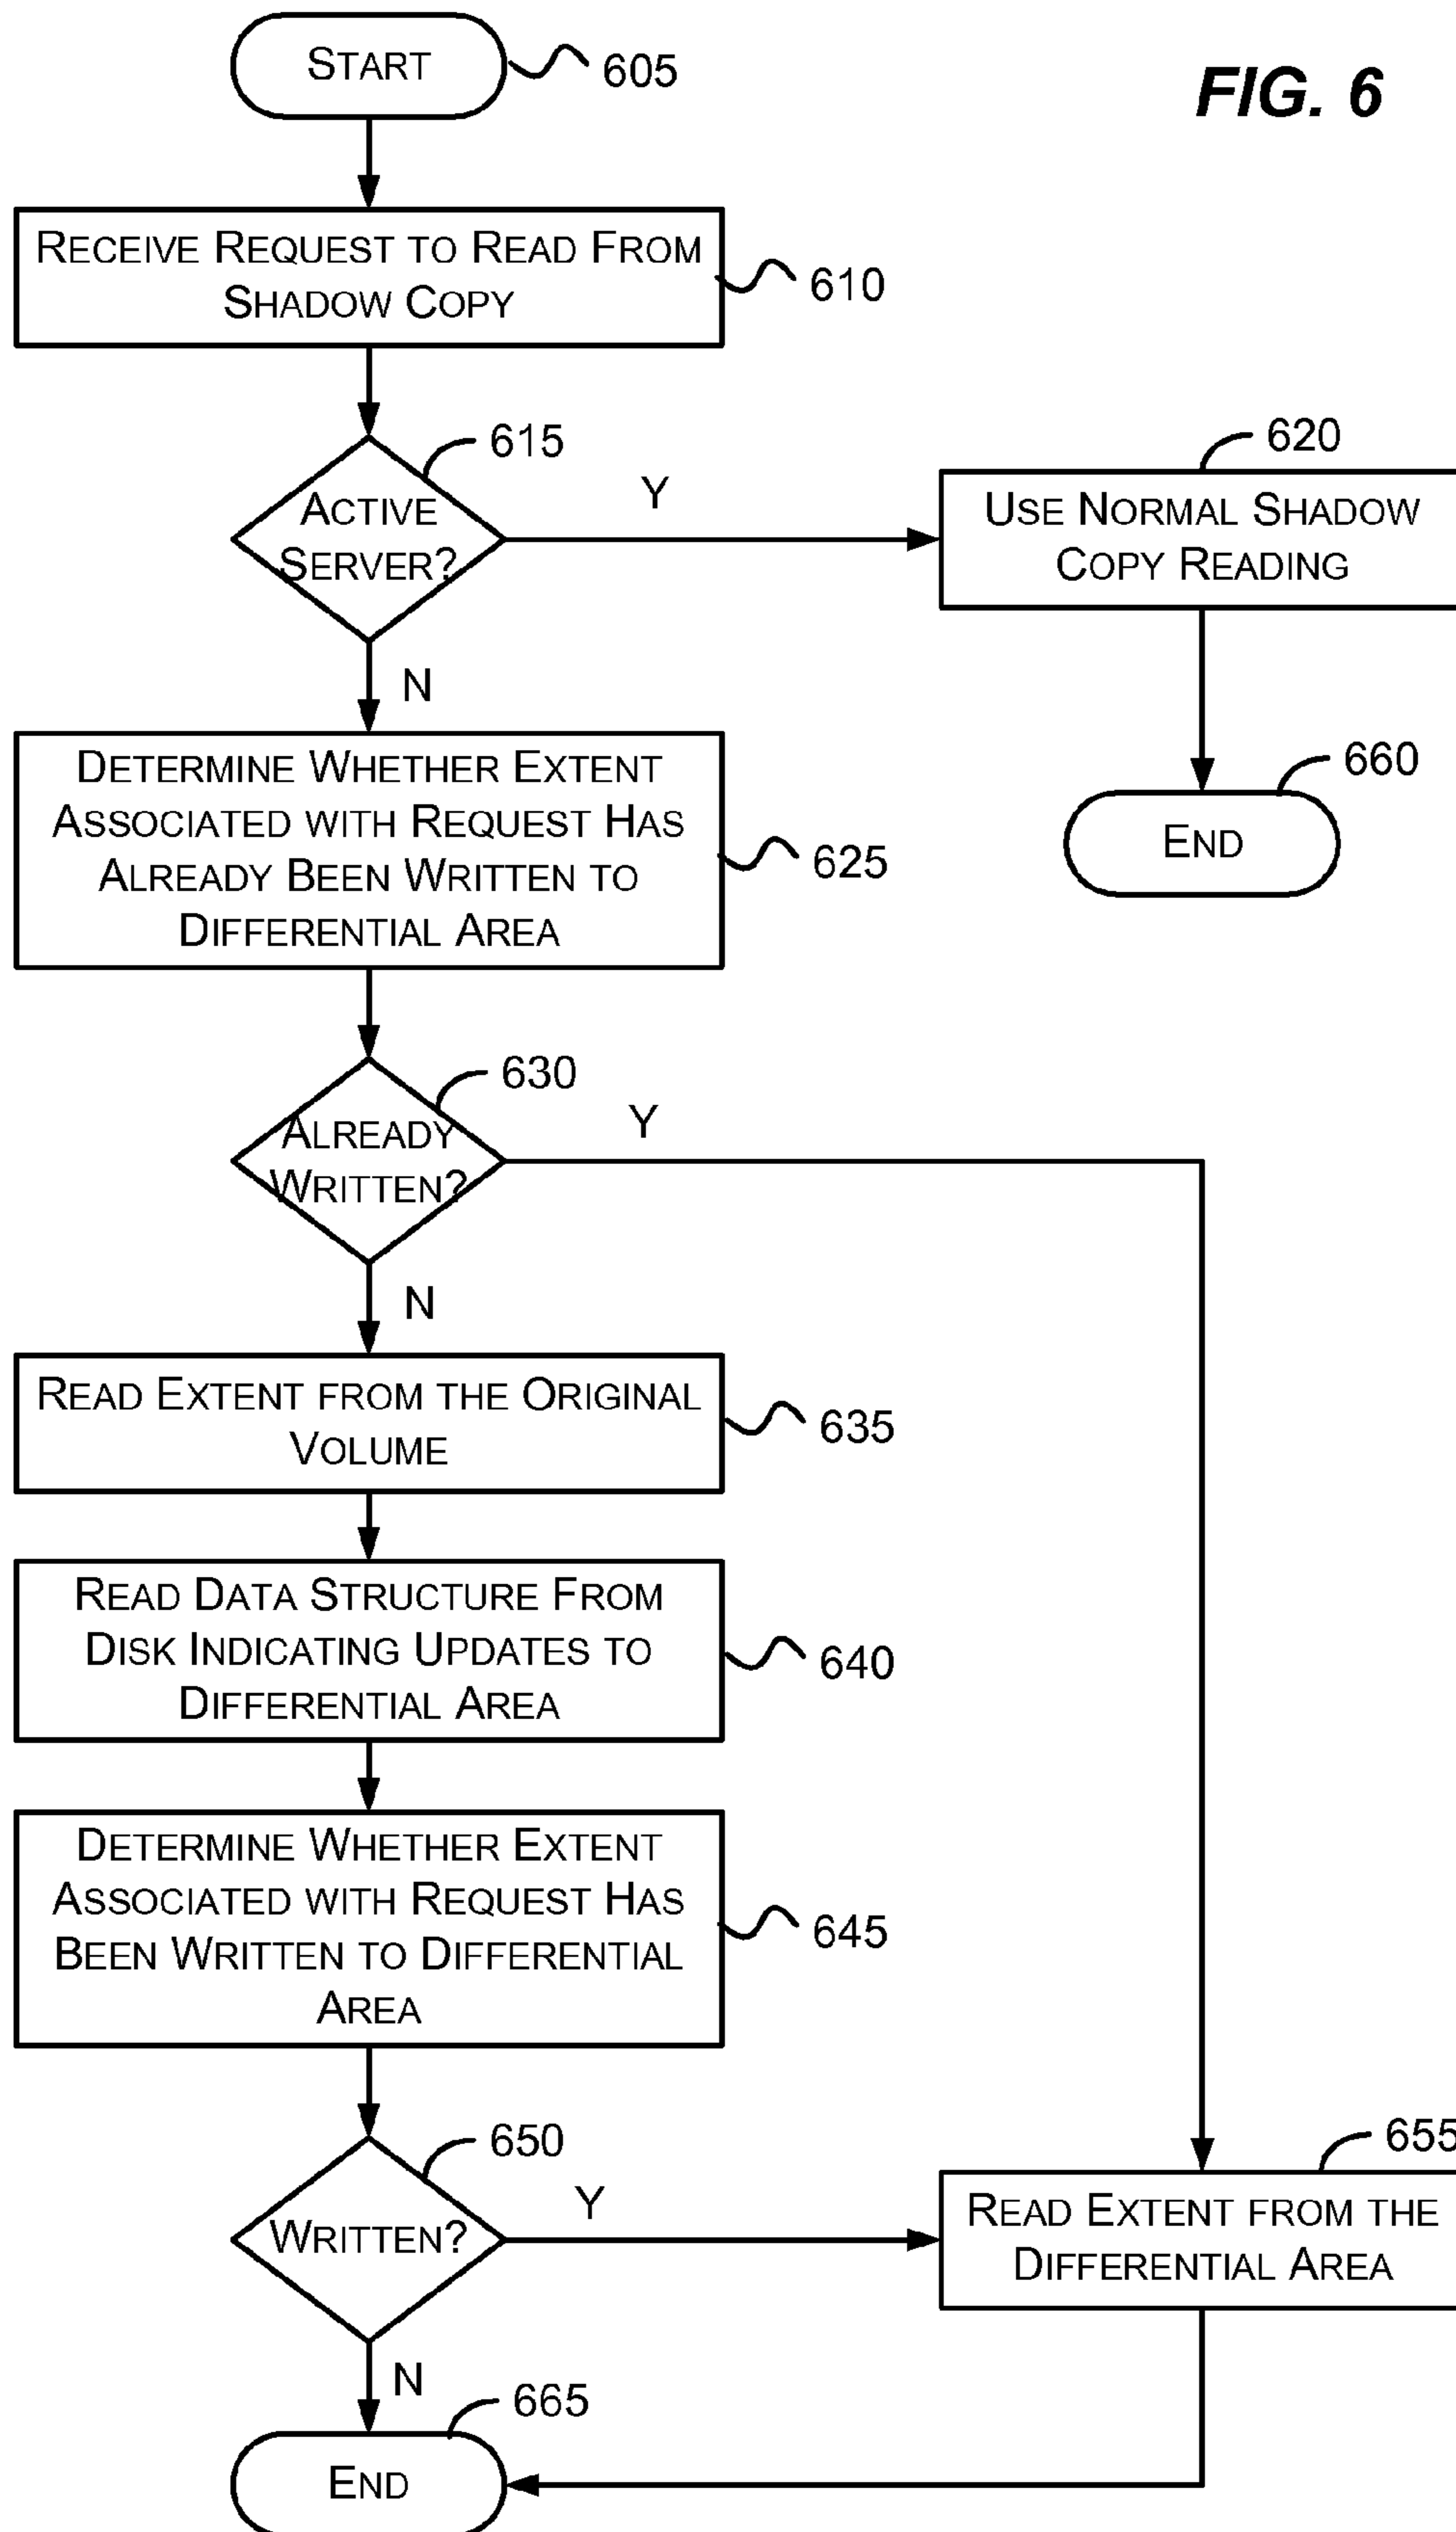 START
605
FIG. 6
RECEIVE REQUEST TO READ FROM
SHADOW COPY
610
615
ACTIVE
SERVER?
Y
N
620
USE NORMAL SHADOW
COPY READING
660
END
DETERMINE WHETHER EXTENT
ASSOCIATED WITH REQUEST HAS
ALREADY BEEN WRITTEN TO
DIFFERENTIAL AREA
625
630
ALREADY
WRITTEN?
Y
N
READ EXTENT FROM THE ORIGINAL
VOLUME
635
READ DATA STRUCTURE FROM
DISK INDICATING UPDATES TO
DIFFERENTIAL AREA
640
DETERMINE WHETHER EXTENT
ASSOCIATED WITH REQUEST HAS
BEEN WRITTEN TO DIFFERENTIAL
AREA
645
650
WRITTEN?
Y
N
655
READ EXTENT FROM THE
DIFFERENTIAL AREA
665
END